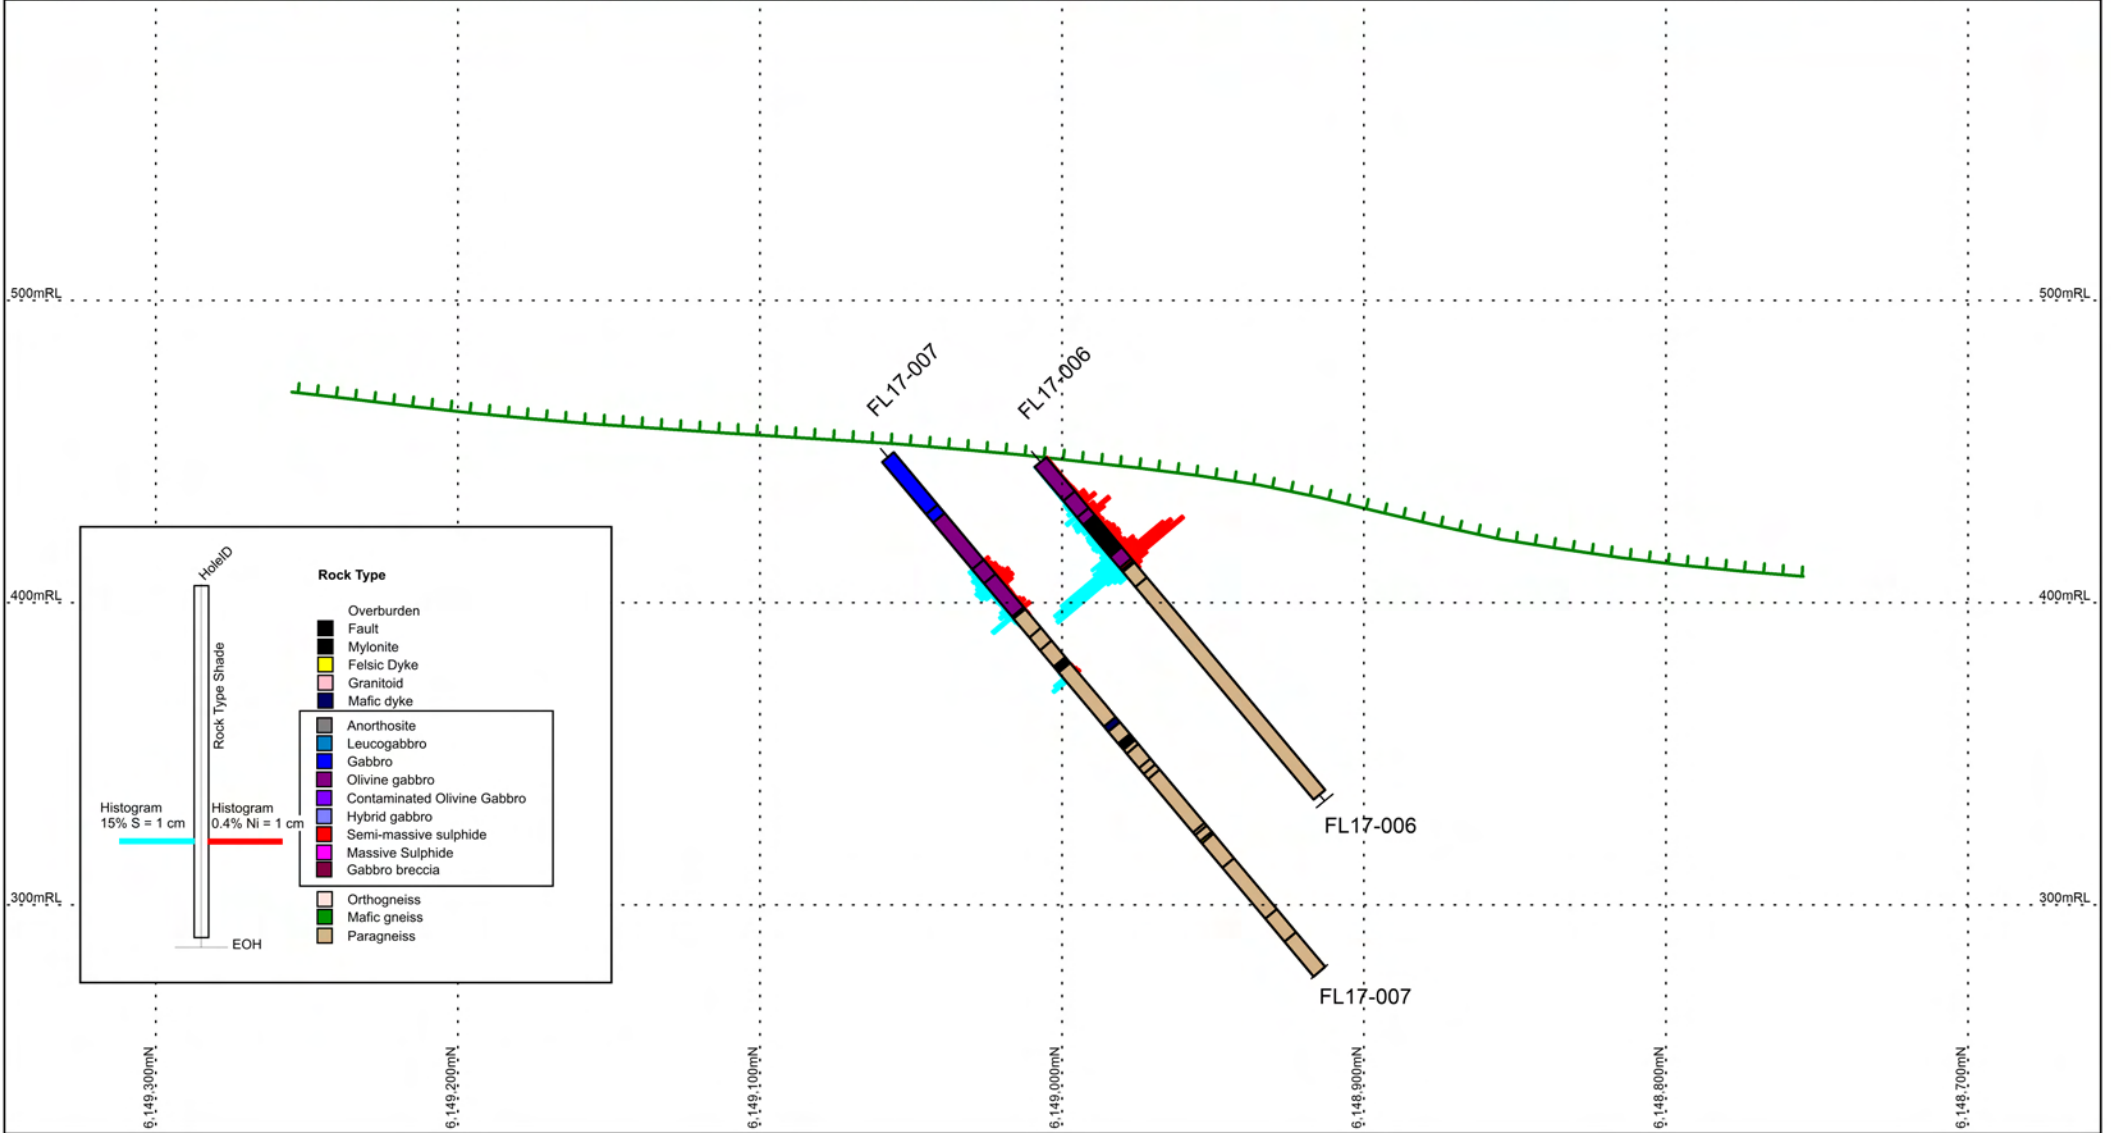 500mRL
500mRL
FL17-007
FL17-006
HoleID
Rock Type
Overburden
Fault
Mylonite
Felsic Dyke
Granitoid
Mafic dyke
Rock Type Shade
Anorthosite
Leucogabbro
Gabbro
Olivine gabbro
Contaminated Olivine Gabbro
Hybrid gabbro
Semi-massive sulphide
Massive Sulphide
Gabbro breccia
Histogram
15% S = 1 cm
Histogram
0.4% Ni = 1 cm
Orthogneiss
Mafic gneiss
Paragneiss
EOH
400mRL
400mRL
FL17-006
300mRL
300mRL
FL17-007
6,149,300mN
6,149,200mN
6,149,100mN
6,149,000mN
6,148,900mN
6,148,800mN
6,148,700mN